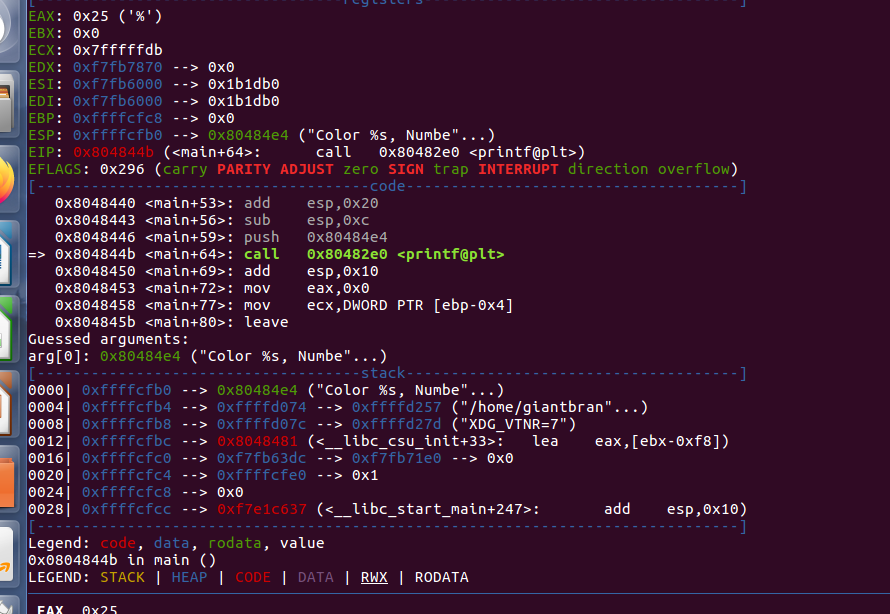 [------------------------------------registers-----------------------------------]
EAX: 0x25 ('%')
EBX: 0x0
ECX: 0x7fffffdb
EDX: 0xf7fb7870 --> 0x0
ESI: 0xf7fb6000 --> 0x1b1db0
EDI: 0xf7fb6000 --> 0x1b1db0
EBP: 0xffffcfc8 --> 0x0
ESP: 0xffffcfb0 --> 0x80484e4 ("Color %s, Numbe"...)
EIP: 0x804844b (<main+64>:      call   0x80482e0 <printf@plt>)
EFLAGS: 0x296 (carry PARITY ADJUST zero SIGN trap INTERRUPT direction overflow)
[-------------------------------------code-------------------------------------]
   0x8048440 <main+53>: add    esp,0x20
   0x8048443 <main+56>: sub    esp,0xc
   0x8048446 <main+59>: push   0x80484e4
=> 0x804844b <main+64>: call   0x80482e0 <printf@plt>
   0x8048450 <main+69>: add    esp,0x10
   0x8048453 <main+72>: mov    eax,0x0
   0x8048458 <main+77>: mov    ecx,DWORD PTR [ebp-0x4]
   0x804845b <main+80>: leave
Guessed arguments:
arg[0]: 0x80484e4 ("Color %s, Numbe"...)
[------------------------------------stack-------------------------------------]
0000| 0xffffcfb0 --> 0x80484e4 ("Color %s, Numbe"...)
0004| 0xffffcfb4 --> 0xffffd074 --> 0xffffd257 ("/home/giantbran"...)
0008| 0xffffcfb8 --> 0xffffd07c --> 0xffffd27d ("XDG_VTNR=7")
0012| 0xffffcfbc --> 0x8048481 (<__libc_csu_init+33>:   lea    eax,[ebx-0xf8])
0016| 0xffffcfc0 --> 0xf7fb63dc --> 0xf7fb71e0 --> 0x0
0020| 0xffffcfc4 --> 0xffffcfe0 --> 0x1
0024| 0xffffcfc8 --> 0x0
0028| 0xffffcfcc --> 0xf7e1c637 (<__libc_start_main+247>:       add    esp,0x10)
[------------------------------------------------------------------------------]
Legend: code, data, rodata, value
0x0804844b in main ()
LEGEND: STACK | HEAP | CODE | DATA | RWX | RODATA
EAX  0x25